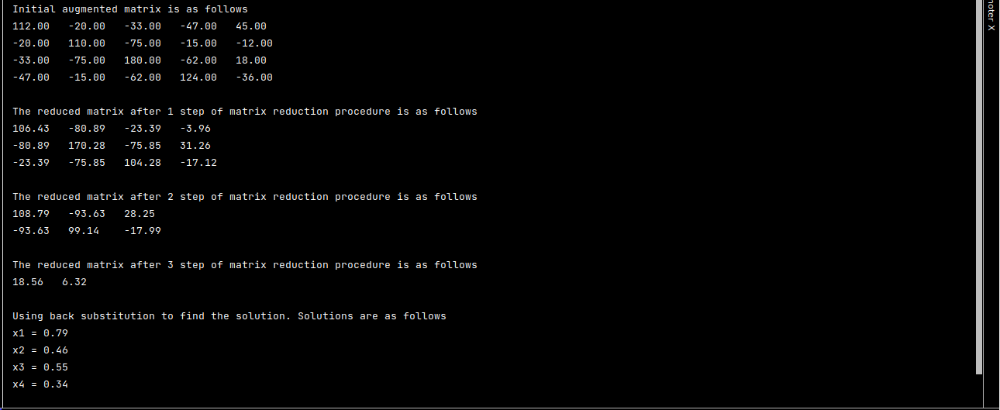 Initial augmented matrix is as follows
112.00   -20.00   -33.00   -47.00   45.00
-20.00   110.00   -75.00   -15.00   -12.00
-33.00   -75.00   180.00   -62.00   18.00
-47.00   -15.00   -62.00   124.00   -36.00
The reduced matrix after 1 step of matrix reduction procedure is as follows
106.43   -80.89   -23.39   -3.96
-80.89   170.28   -75.85   31.26
-23.39   -75.85   104.28   -17.12
The reduced matrix after 2 step of matrix reduction procedure is as follows
108.79   -93.63   28.25
-93.63   99.14    -17.99
The reduced matrix after 3 step of matrix reduction procedure is as follows
18.56   6.32
Using back substitution to find the solution. Solutions are as follows
x1 = 0.79
x2 = 0.46
x3 = 0.55
x4 = 0.34
X